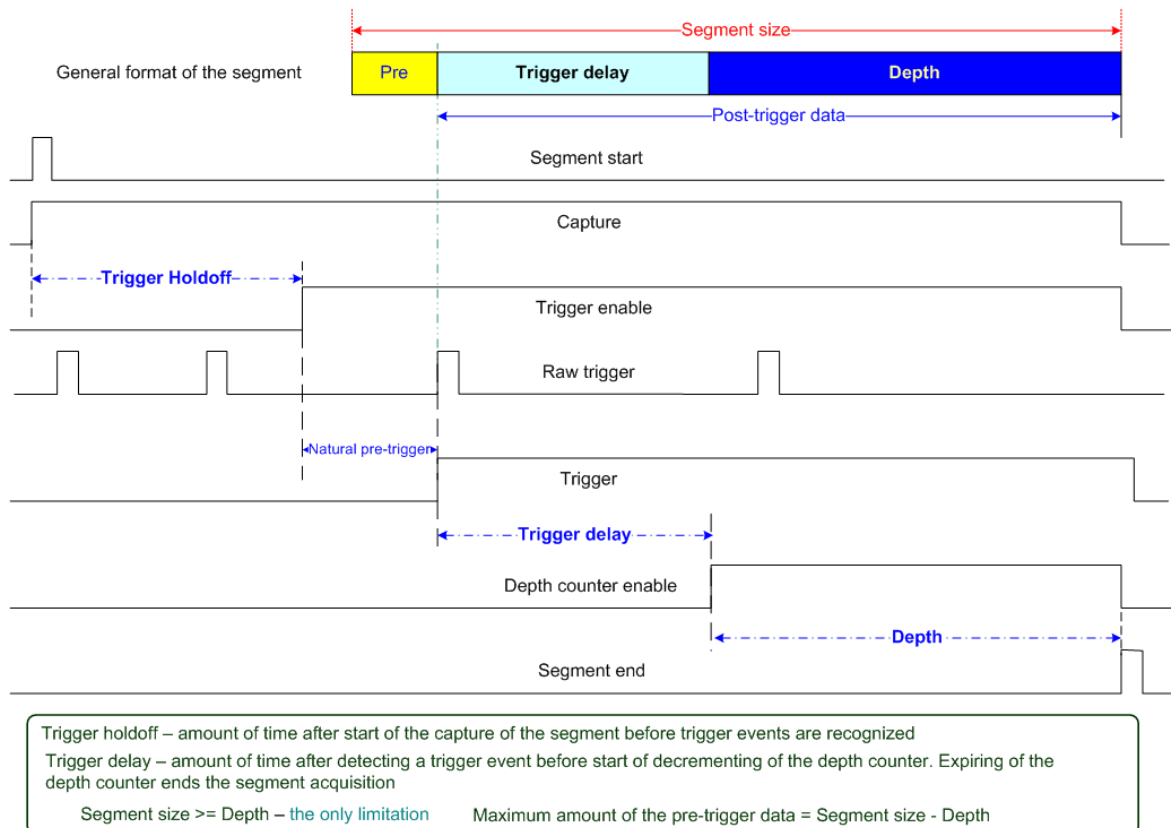 Segment size
General format of the segment
Pre
Trigger delay
Depth
Post-trigger data
Segment start
Capture
Trigger Holdoff
Trigger enable
Raw trigger
Natural pre-trigger
Trigger
Trigger delay
Depth counter enable
Depth
Segment end
Trigger holdoff – amount of time after start of the capture of the segment before trigger events are recognized
Trigger delay – amount of time after detecting a trigger event before start of decrementing of the depth counter. Expiring of the
depth counter ends the segment acquisition
Segment size >= Depth – the only limitation
Maximum amount of the pre-trigger data = Segment size - Depth